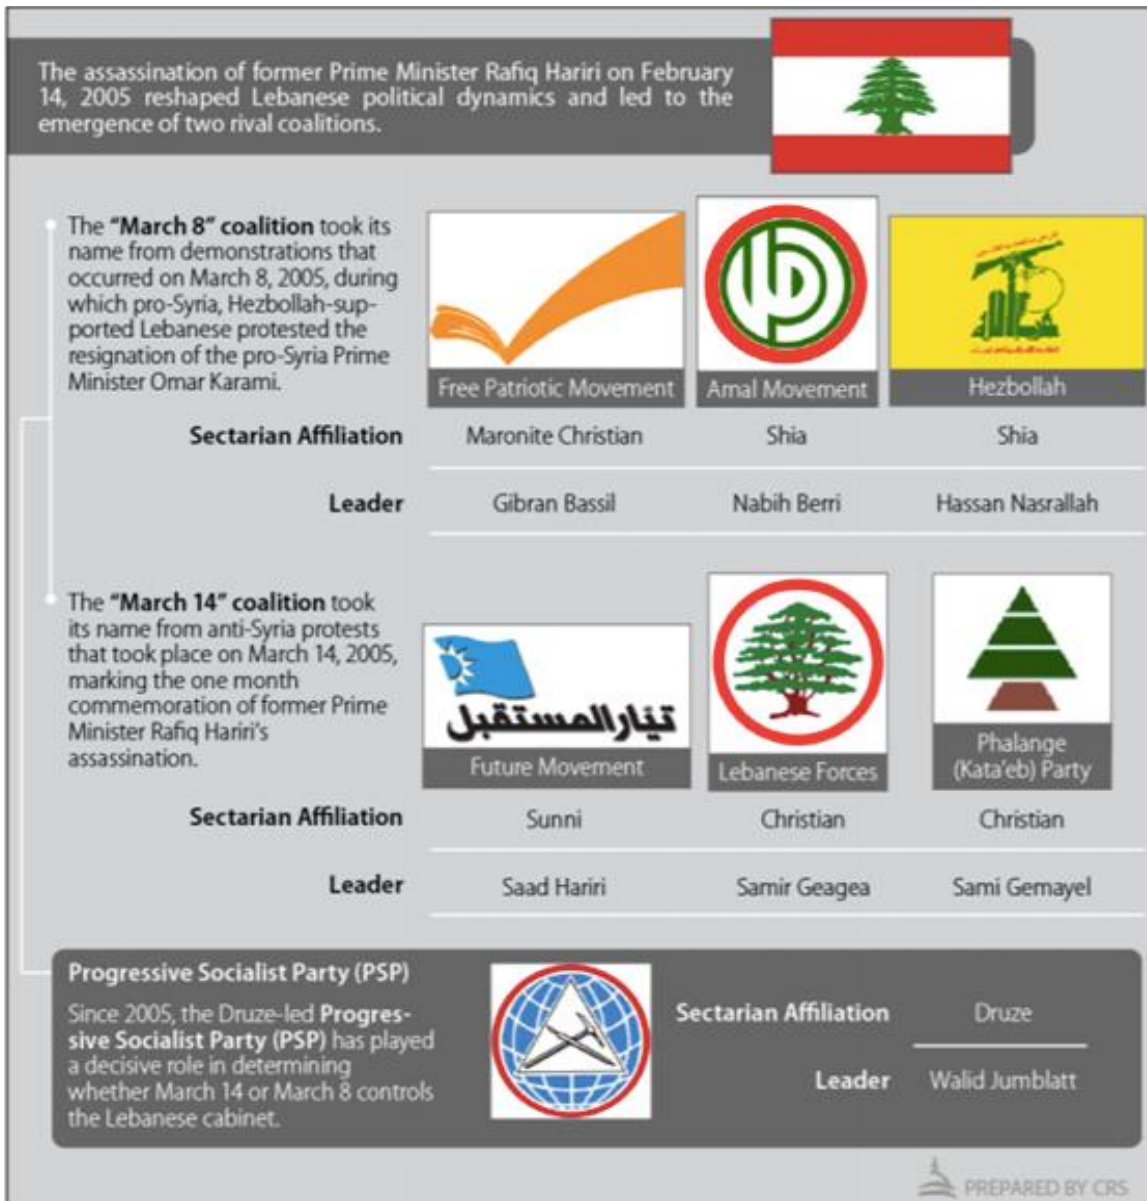 The assassination of former Prime Minister Rafiq Hariri on February
14, 2005 reshaped Lebanese political dynamics and led to the
emergence of two rival coalitions.
The “March 8” coalition took its
name from demonstrations that
occurred on March 8, 2005, during
which pro-Syria, Hezbollah-sup-
ported Lebanese protested the
resignation of the pro-Syria Prime
Minister Omar Karami.
Free Patriotic Movement
Amal Movement
Hezbollah
Sectarian Affiliation
Maronite Christian
Shia
Shia
Leader
Gibran Bassil
Nabih Berri
Hassan Nasrallah
The “March 14” coalition took
its name from anti-Syria protests
that took place on March 14, 2005,
marking the one month
commemoration of former Prime
Minister Rafiq Hariri's
assassination.
تيّار المستقبل
Future Movement
Lebanese Forces
Phalange
(Kata'eb) Party
Sectarian Affiliation
Sunni
Christian
Christian
Leader
Saad Hariri
Samir Geagea
Sami Gemayel
Progressive Socialist Party (PSP)
Since 2005, the Druze-led Progres-
sive Socialist Party (PSP) has played
a decisive role in determining
whether March 14 or March 8 controls
the Lebanese cabinet.
Sectarian Affiliation
Druze
Leader
Walid Jumblatt
PREPARED BY CRS